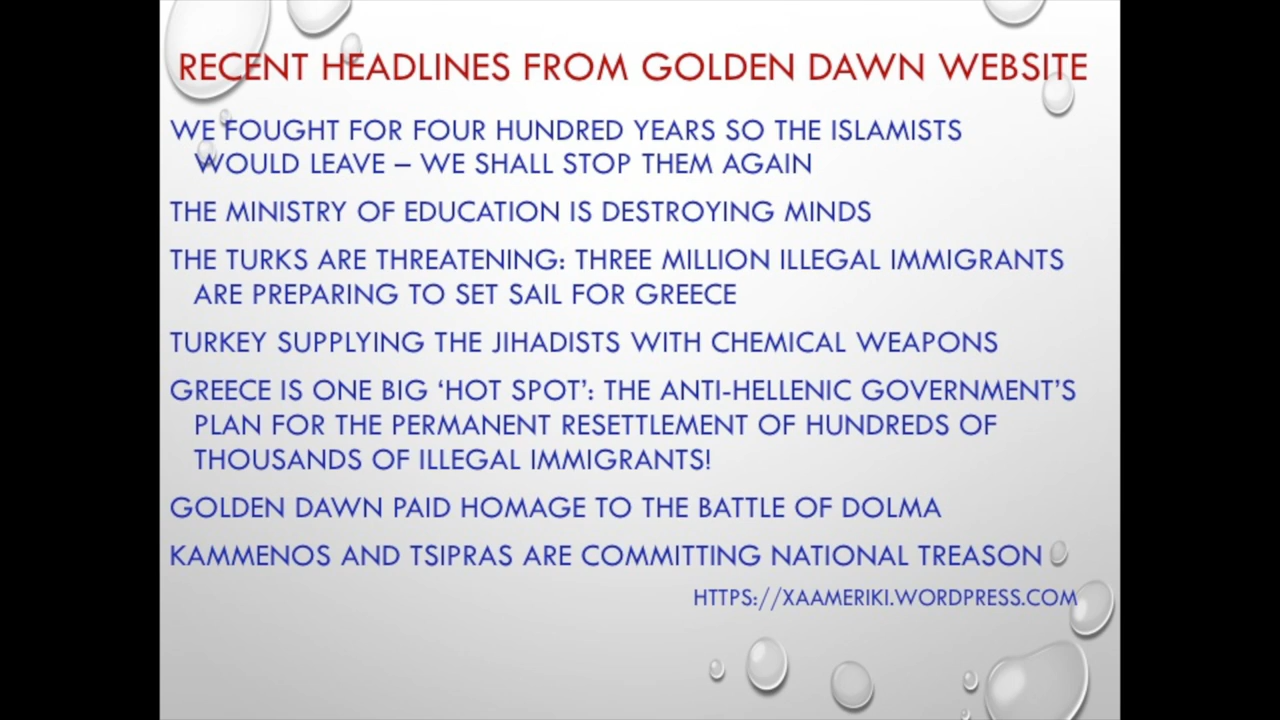 RECENT HEADLINES FROM GOLDEN DAWN WEBSITE
WE FOUGHT FOR FOUR HUNDRED YEARS SO THE ISLAMISTS
WOULD LEAVE – WE SHALL STOP THEM AGAIN
THE MINISTRY OF EDUCATION IS DESTROYING MINDS
THE TURKS ARE THREATENING: THREE MILLION ILLEGAL IMMIGRANTS
ARE PREPARING TO SET SAIL FOR GREECE
TURKEY SUPPLYING THE JIHADISTS WITH CHEMICAL WEAPONS
GREECE IS ONE BIG ‘HOT SPOT’: THE ANTI-HELLENIC GOVERNMENT’S
PLAN FOR THE PERMANENT RESETTLEMENT OF HUNDREDS OF
THOUSANDS OF ILLEGAL IMMIGRANTS!
GOLDEN DAWN PAID HOMAGE TO THE BATTLE OF DOLMA
KAMMENOS AND TSIPRAS ARE COMMITTING NATIONAL TREASON
HTTPS://XAAMERIKI.WORDPRESS.COM